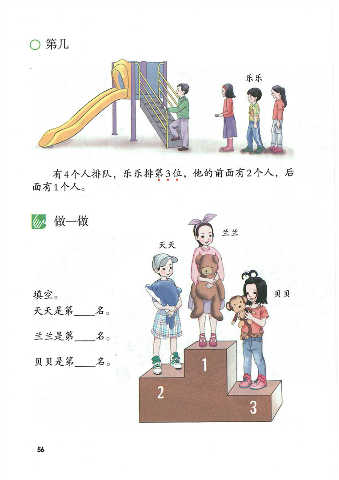 第几
乐乐
有4个人排队，乐乐排第3位，他的前面有2个人，后
面有1个人。
做一做
兰兰
天天
贝贝
填空。
天天是第____名。
兰兰是第____名。
贝贝是第____名。
1
2
3
56